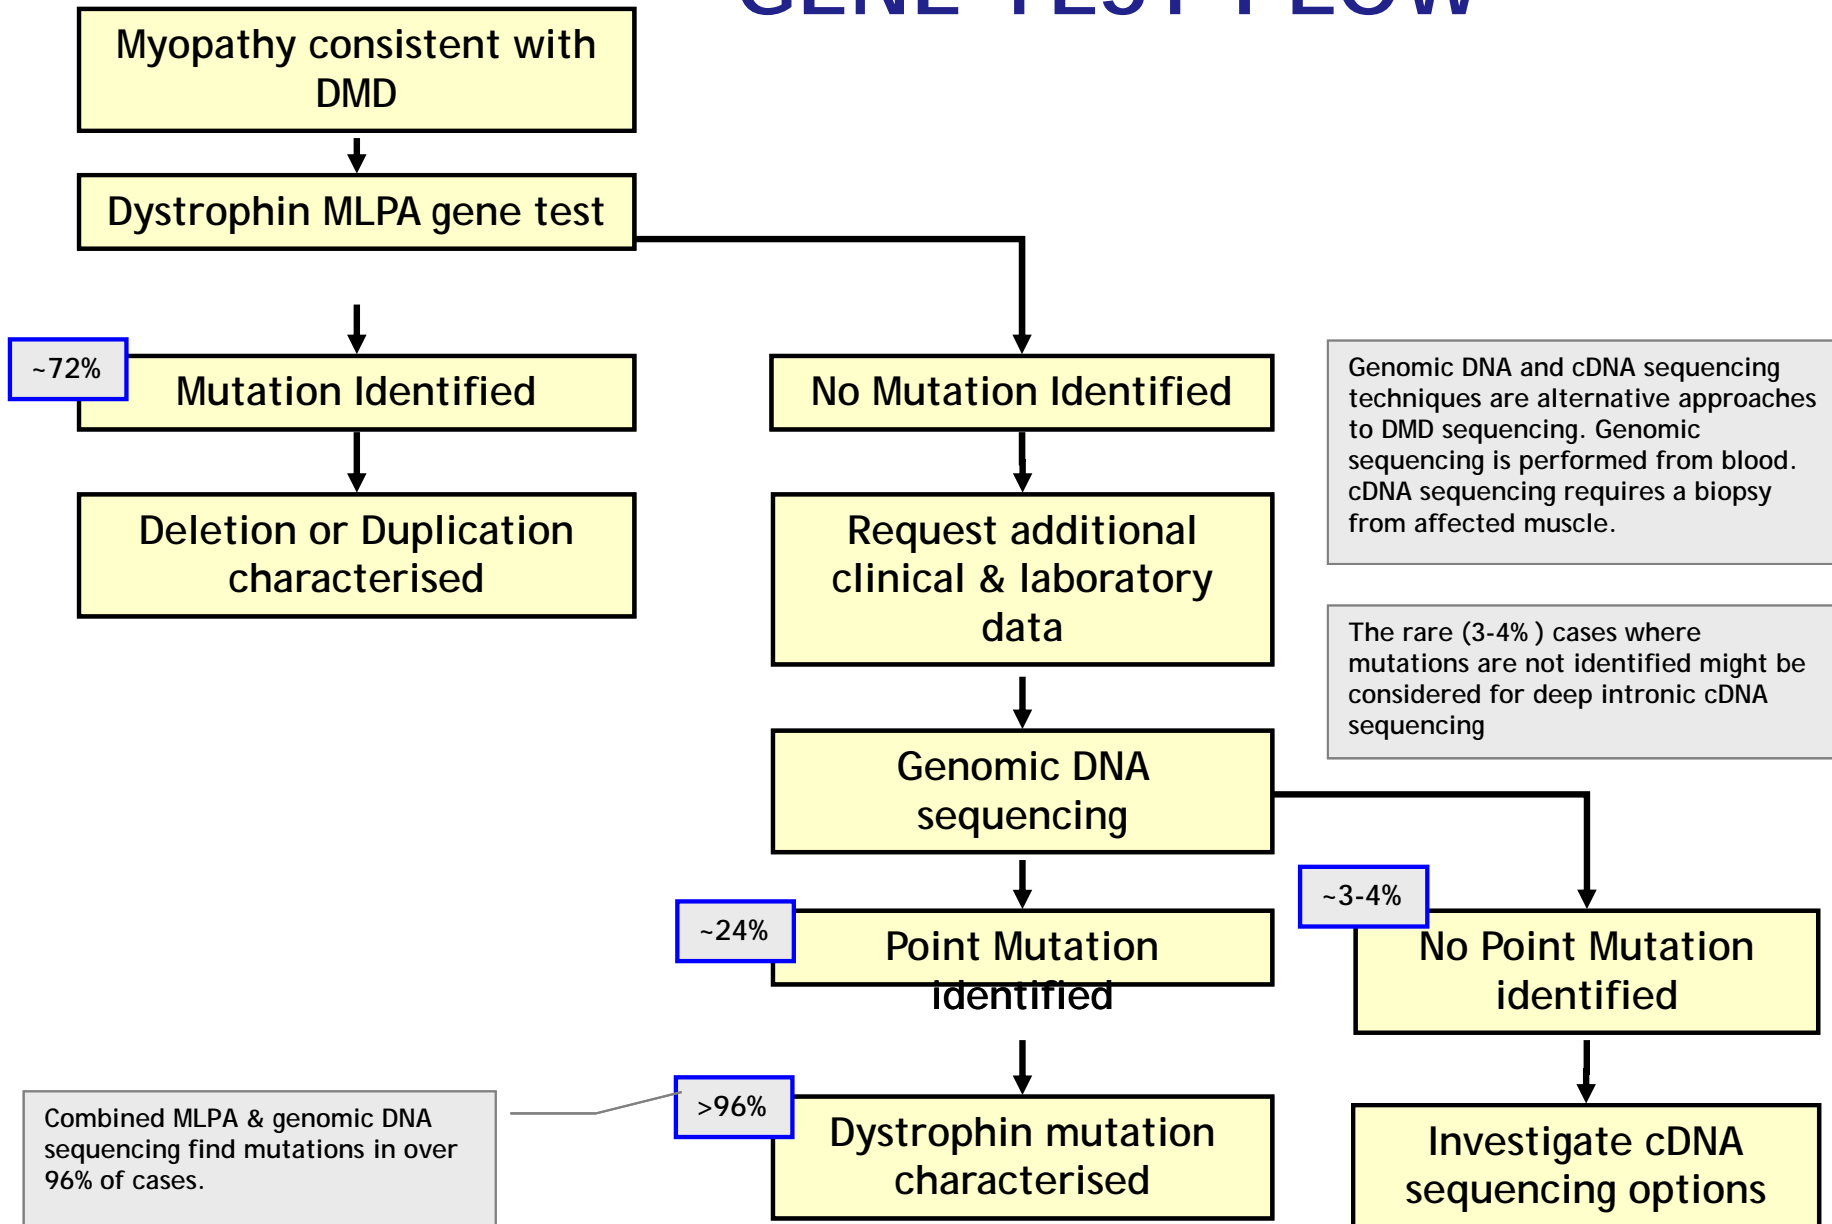 GENE TEST FLOW
Myopathy consistent with
DMD
Dystrophin MLPA gene test
~72%
Mutation Identified
No Mutation Identified
Genomic DNA and cDNA sequencing
techniques are alternative approaches
to DMD sequencing. Genomic
sequencing is performed from blood.
cDNA sequencing requires a biopsy
from affected muscle.
Deletion or Duplication
characterised
Request additional
clinical & laboratory
data
The rare (3-4% ) cases where
mutations are not identified might be
considered for deep intronic cDNA
sequencing
Genomic DNA
sequencing
~24%
Point Mutation
identified
~3-4%
No Point Mutation
identified
Combined MLPA & genomic DNA
sequencing find mutations in over
96% of cases.
>96%
Dystrophin mutation
characterised
Investigate cDNA
sequencing options